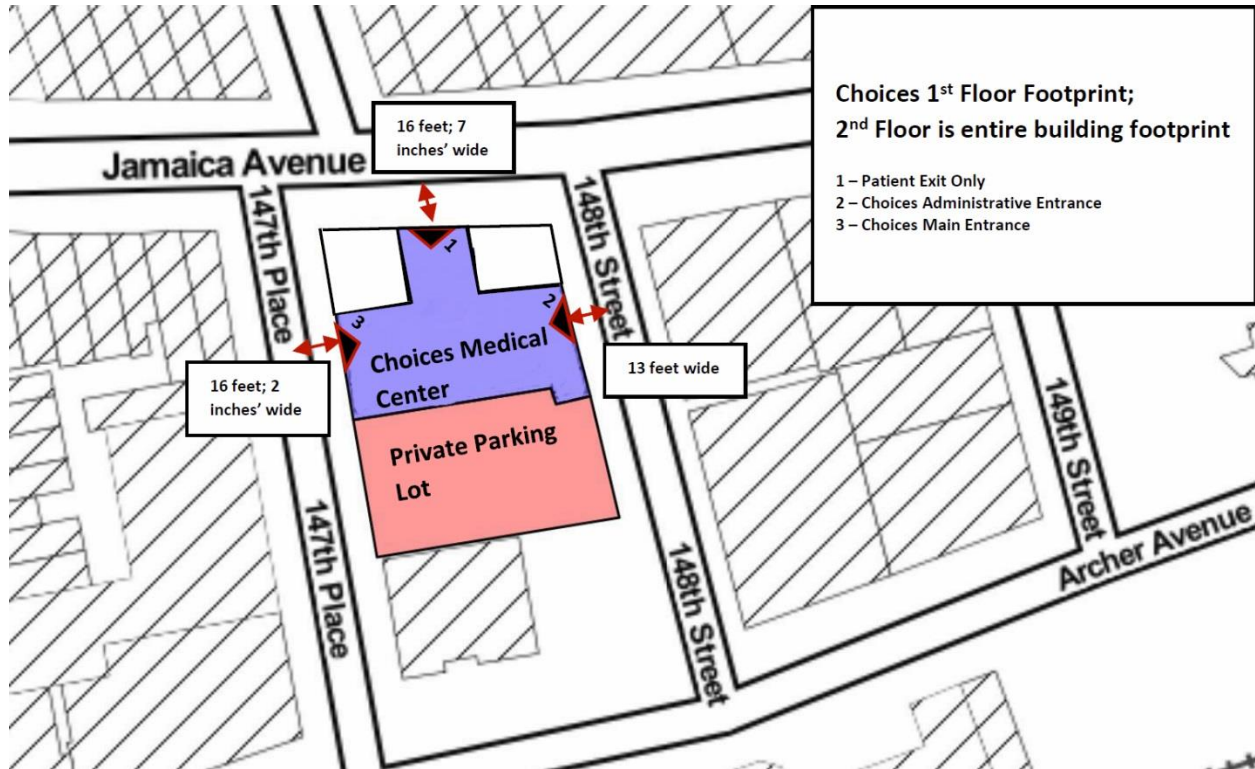 16 feet; 7
inches' wide
Choices 1st Floor Footprint;
2nd Floor is entire building footprint
1 – Patient Exit Only
2 – Choices Administrative Entrance
3 – Choices Main Entrance
Jamaica Avenue
147th Place
148th Street
1
2
3
Choices Medical
Center
16 feet; 2
inches' wide
13 feet wide
Private Parking
Lot
149th Street
147th Place
148th Street
Archer Avenue